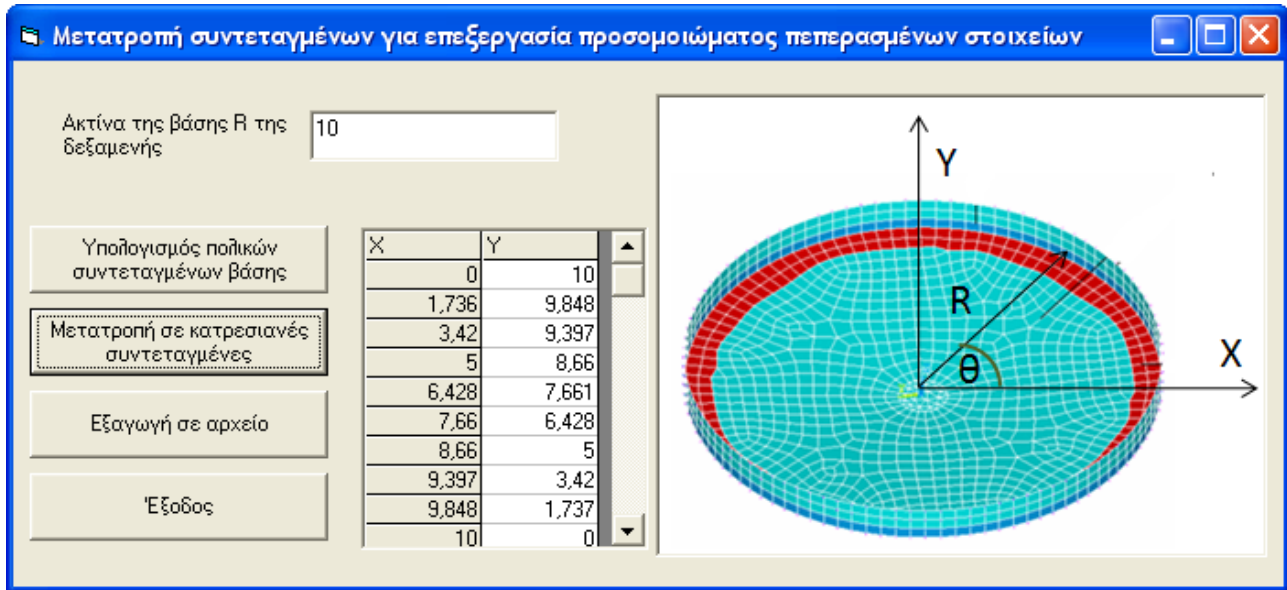 Μετατροπή συντεταγμένων για επεξεργασία προσομοιώματος πεπερασμένων στοιχείων
Ακτίνα της βάσης R της
δεξαμενής
10
Υπολογισμός πολικών
συντεταγμένων βάσης
Μετατροπή σε κατρεσιανές
συντεταγμένες
Εξαγωγή σε αρχείο
Έξοδος
X Y
0 10
1,736 9,848
3,42 9,397
5 8,66
6,428 7,661
7,66 6,428
8,66 5
9,397 3,42
9,848 1,737
10 0
Y
R
θ
X